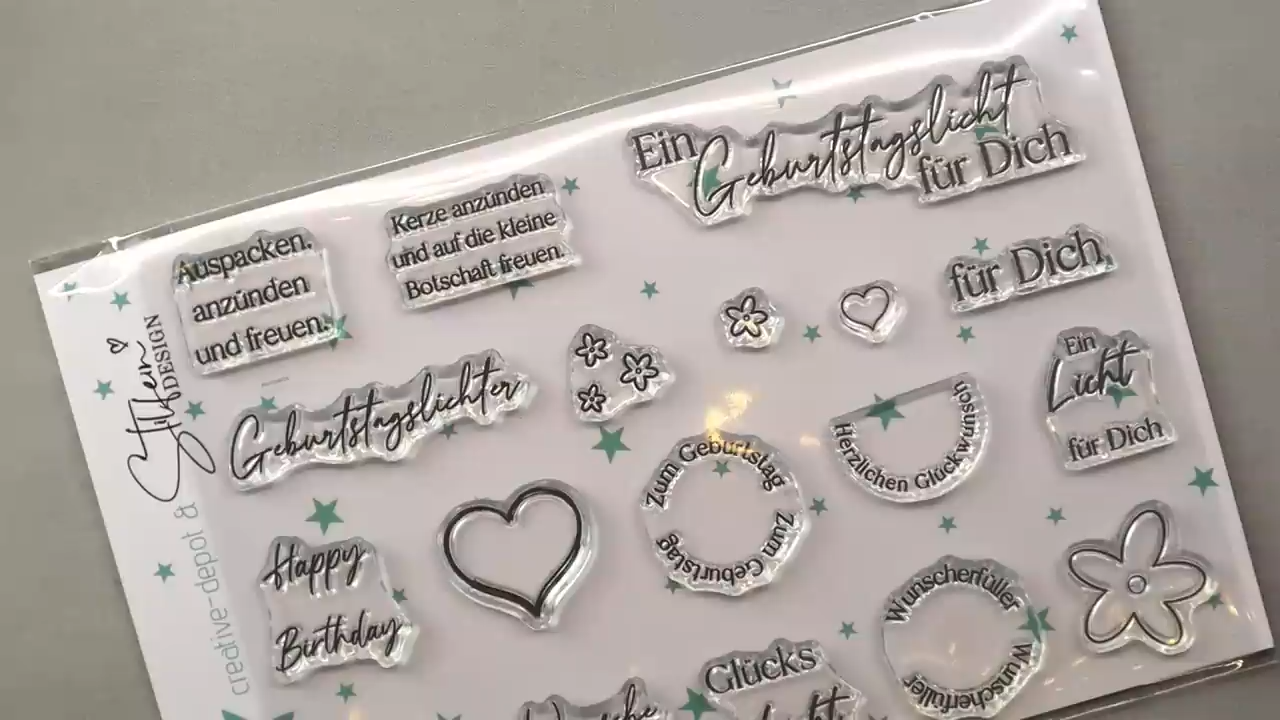 Ein
Geburtstagslicht
für Dich
Kerze anzünden
und auf die kleine
Botschaft freuen.
Auspacken,
anzünden
und freuen.
für Dich
Ein
Licht
für Dich
Geburtstagslichter
Herzlichen Glückwunsch
Zum Geburtstag
Zum Geburtstag
Happy
Birthday
Wunscherfüller
Wunscherfüller
Glücks
creative-depot &
DESIGN